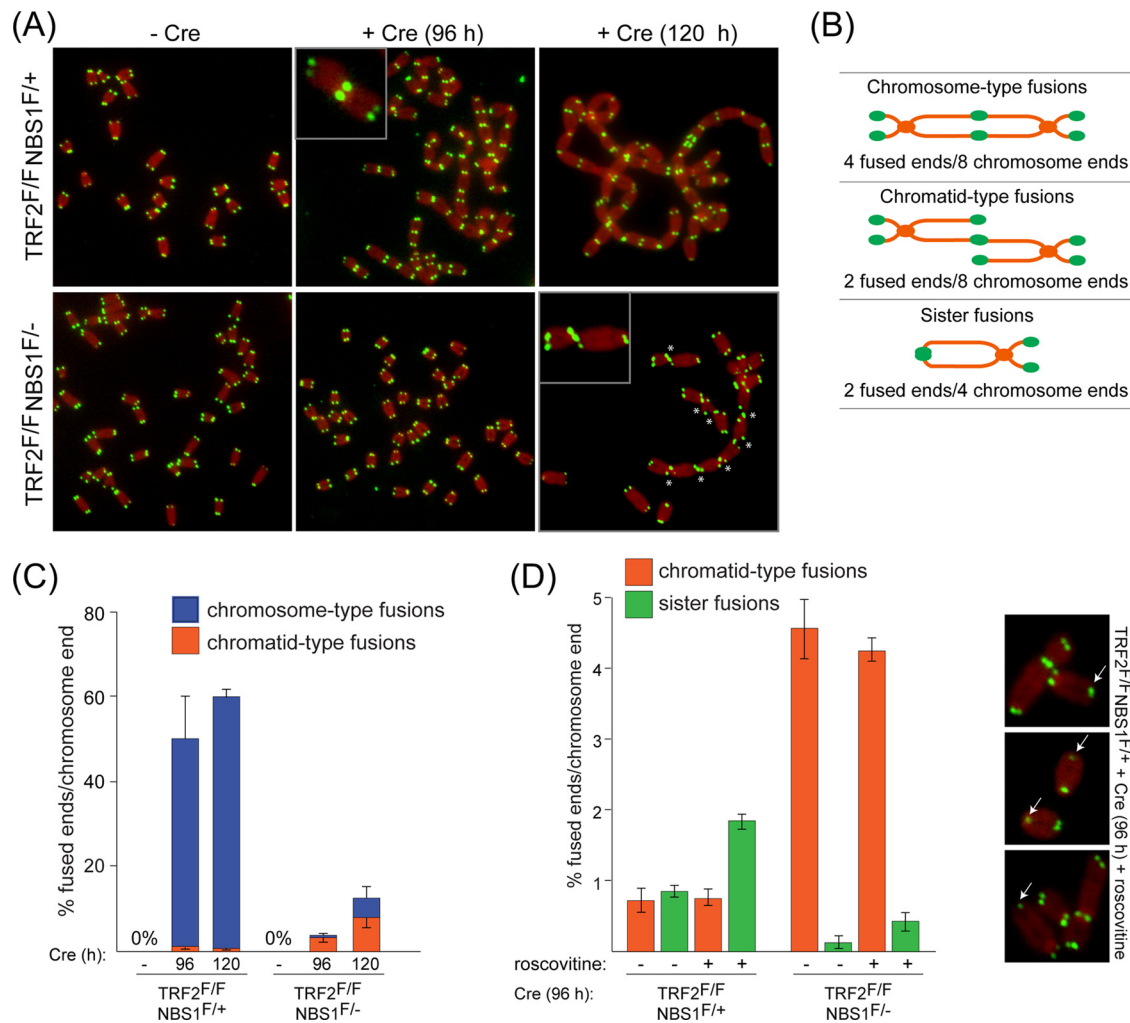 (A)
- Cre
+ Cre (96 h)
+ Cre (120 h)
TRF2F/FNBS1F/+
TRF2F/FNBS1F/-
* * * * * * * *
(B)
Chromosome-type fusions
4 fused ends/8 chromosome ends
Chromatid-type fusions
2 fused ends/8 chromosome ends
Sister fusions
2 fused ends/4 chromosome ends
(C)
chromosome-type fusions
chromatid-type fusions
% fused ends/chromosome end
80
60
40
20
0% 0%
Cre (h): - 96 120 - 96 120
TRF2F/F TRF2F/F
NBS1F/+ NBS1F/-
(D)
chromatid-type fusions
sister fusions
% fused ends/chromosome end
5
4
3
2
1
roscovitine: - - + + - - + +
Cre (96 h): TRF2F/F TRF2F/F
NBS1F/+ NBS1F/-
TRF2F/FNBS1F/+ + Cre (96 h) + roscovitine